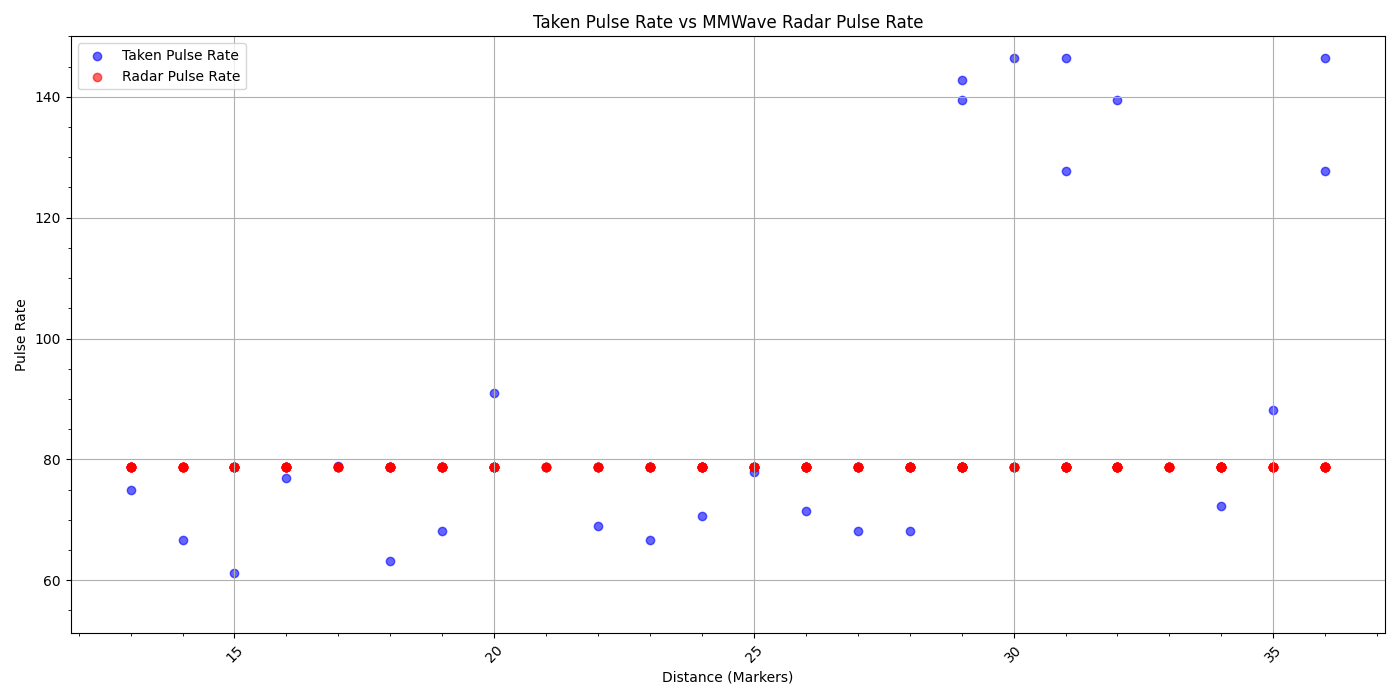 Taken Pulse Rate vs MMWave Radar Pulse Rate
Taken Pulse Rate
Radar Pulse Rate
Pulse Rate
140
120
100
80
60
15
20
25
30
35
Distance (Markers)